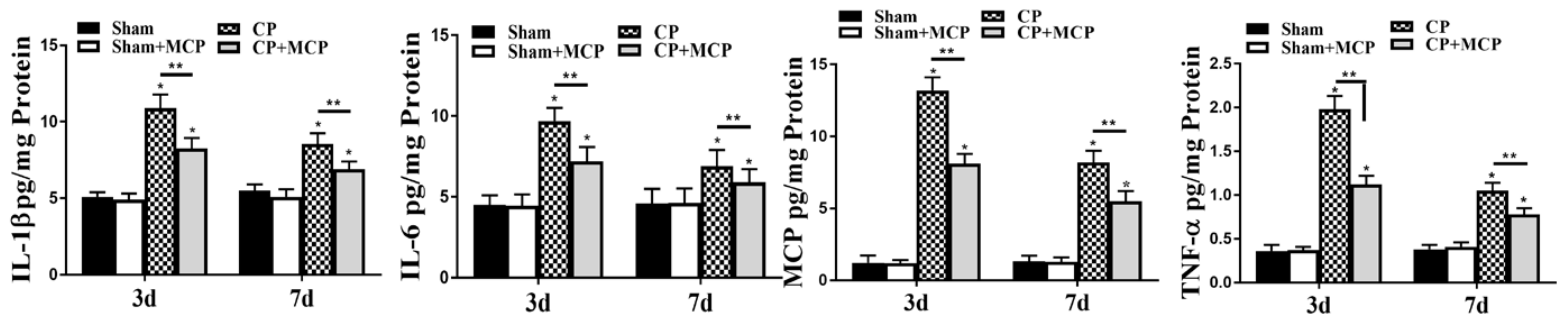 Sham CP
Sham+MCP CP+MCP
IL-1βpg/mg Protein
15
10
5
0
** **
* * * *
3d 7d
Sham CP
Sham+MCP CP+MCP
IL-6 pg/mg Protein
15
10
5
0
** **
* * * *
3d 7d
Sham CP
Sham+MCP CP+MCP
MCP pg/mg Protein
15
10
5
0
** **
* * * *
3d 7d
Sham CP
Sham+MCP CP+MCP
TNF-α pg/mg Protein
2.5
2.0
1.5
1.0
0.5
0.0
** **
* * * *
3d 7d